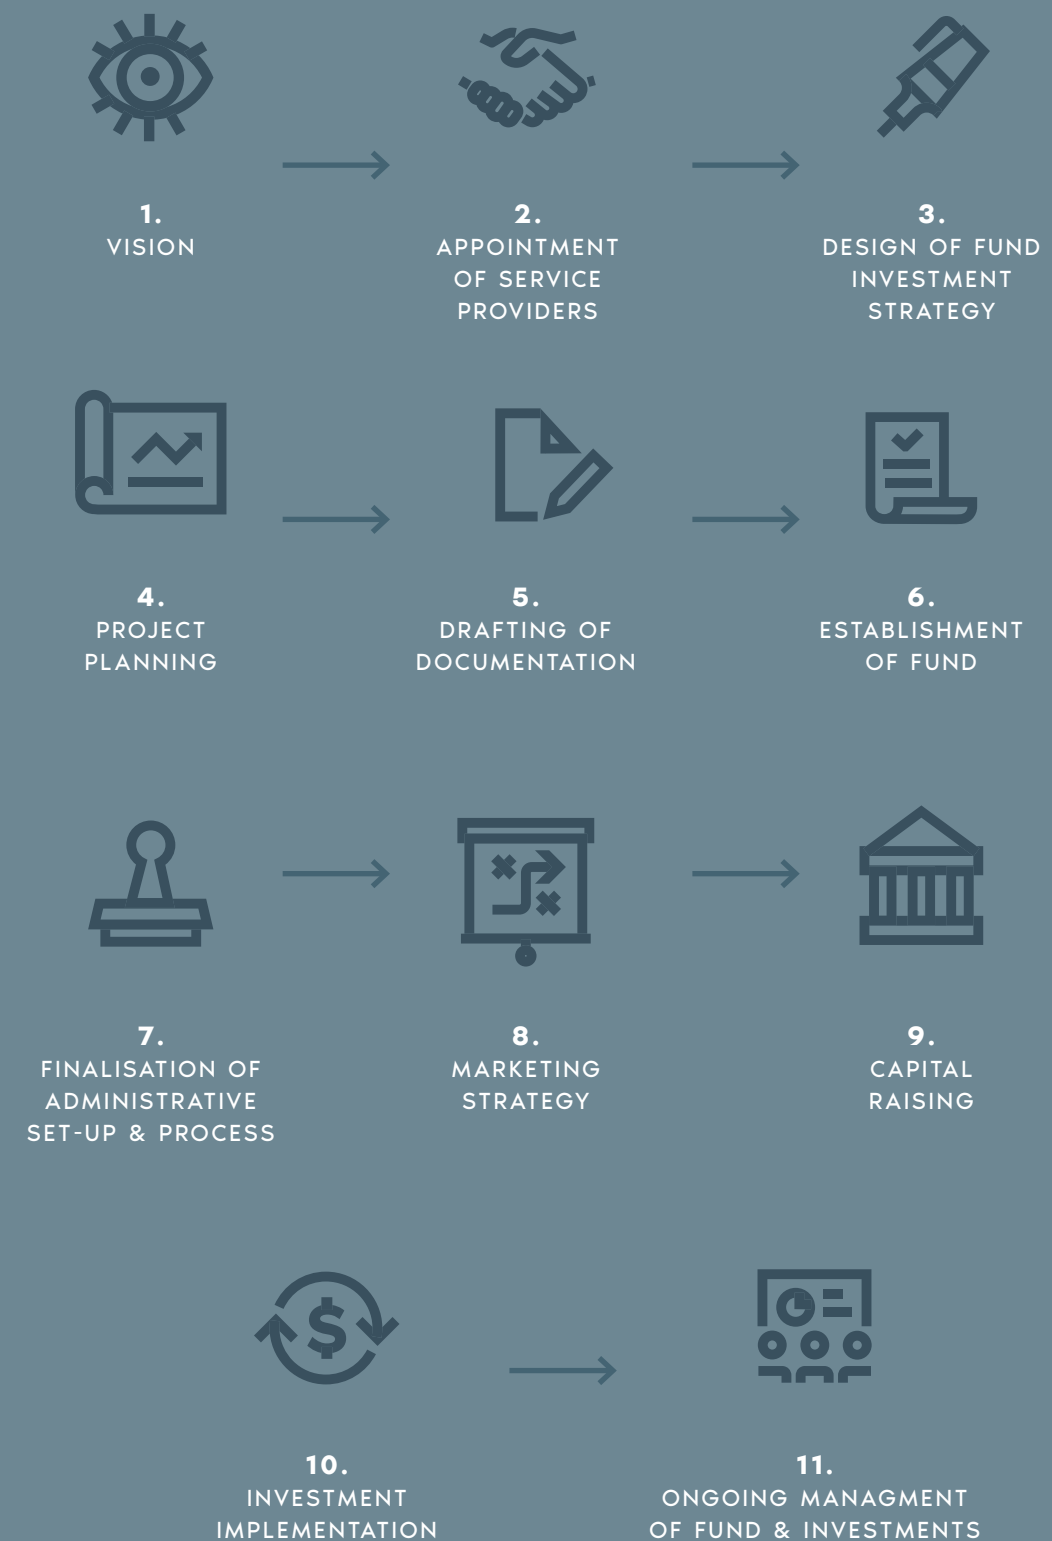 1.
VISION
2.
APPOINTMENT
OF SERVICE
PROVIDERS
3.
DESIGN OF FUND
INVESTMENT
STRATEGY
4.
PROJECT
PLANNING
5.
DRAFTING OF
DOCUMENTATION
6.
ESTABLISHMENT
OF FUND
7.
FINALISATION OF
ADMINISTRATIVE
SET-UP & PROCESS
8.
MARKETING
STRATEGY
9.
CAPITAL
RAISING
$
10.
INVESTMENT
IMPLEMENTATION
11.
ONGOING MANAGMENT
OF FUND & INVESTMENTS